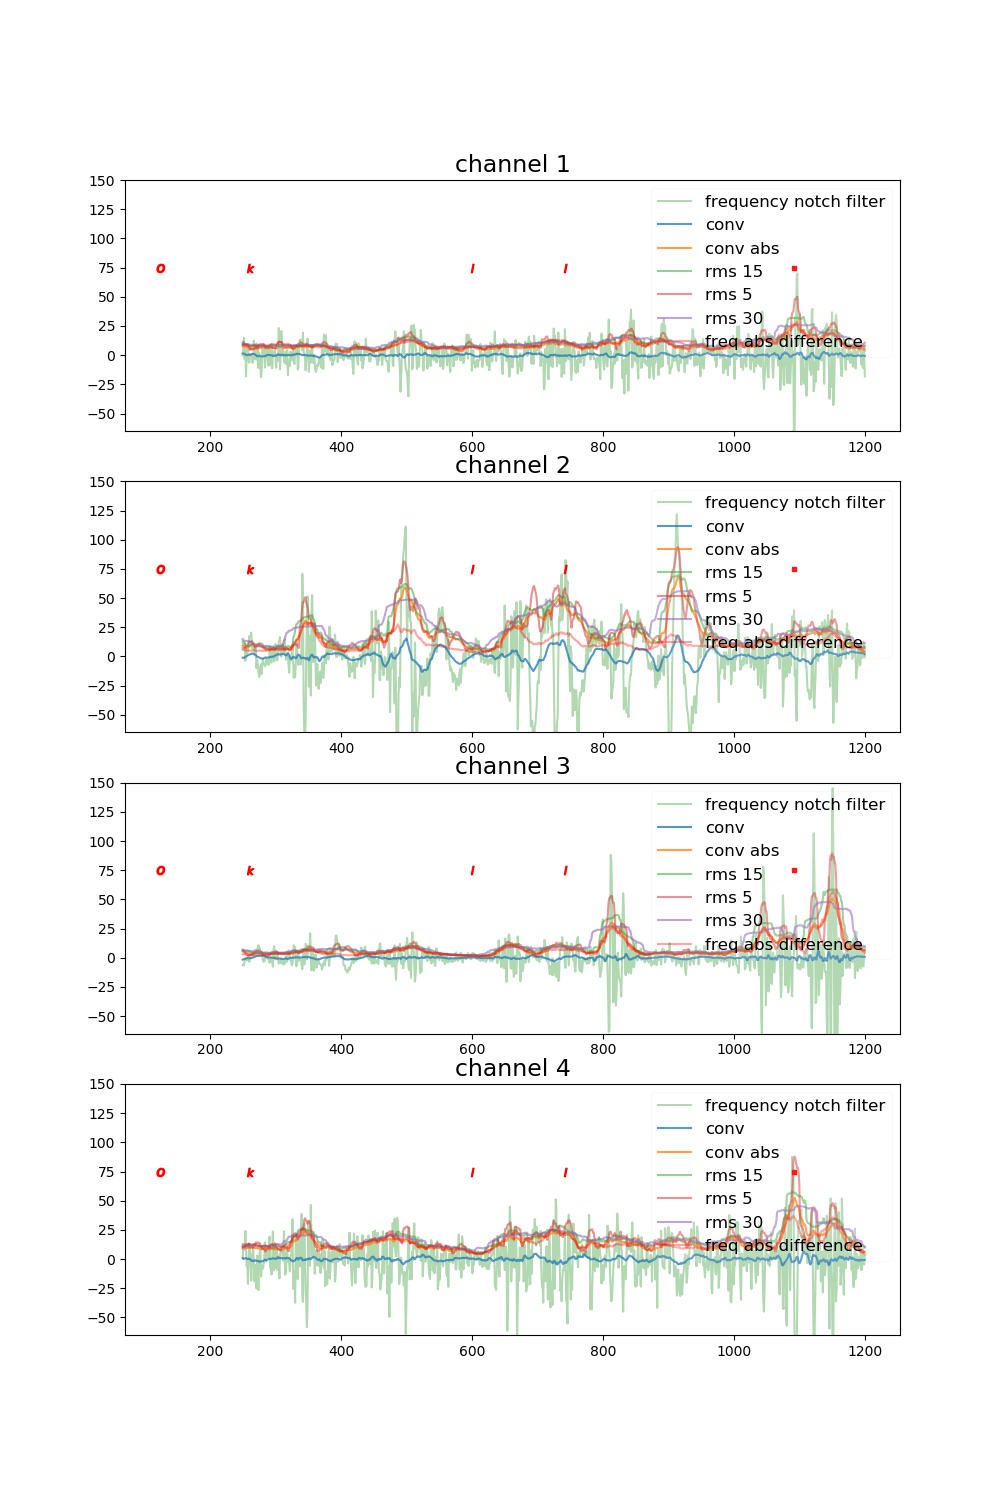 channel 1
150
125
100
75
50
25
0
−25
−50
O k l l .
frequency notch filter
conv
conv abs
rms 15
rms 5
rms 30
freq abs difference
200 400 600 800 1000 1200
channel 2
150
125
100
75
50
25
0
−25
−50
O k l l .
frequency notch filter
conv
conv abs
rms 15
rms 5
rms 30
freq abs difference
200 400 600 800 1000 1200
channel 3
150
125
100
75
50
25
0
−25
−50
O k l l .
frequency notch filter
conv
conv abs
rms 15
rms 5
rms 30
freq abs difference
200 400 600 800 1000 1200
channel 4
150
125
100
75
50
25
0
−25
−50
O k l l .
frequency notch filter
conv
conv abs
rms 15
rms 5
rms 30
freq abs difference
200 400 600 800 1000 1200